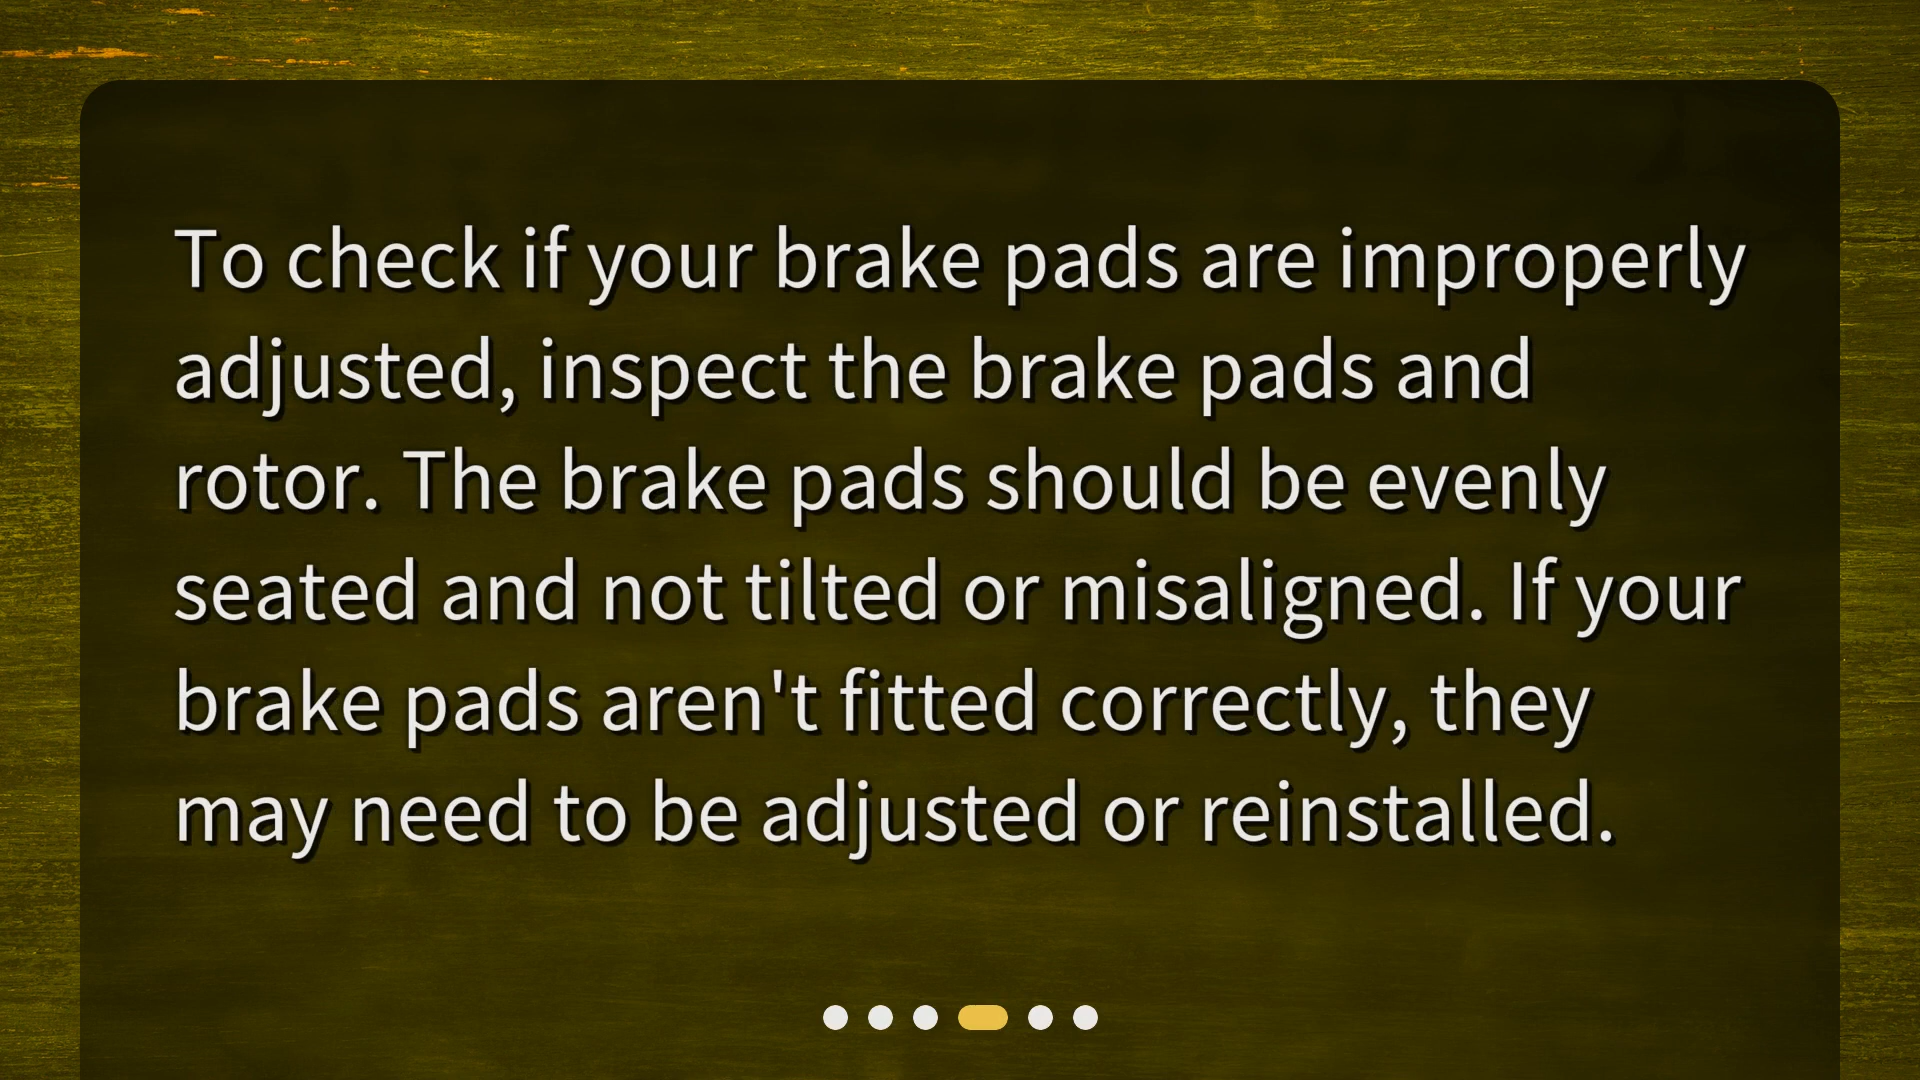 To check if your brake pads are improperly
adjusted, inspect the brake pads and
rotor. The brake pads should be evenly
seated and not tilted or misaligned. If your
brake pads aren't fitted correctly, they
may need to be adjusted or reinstalled.